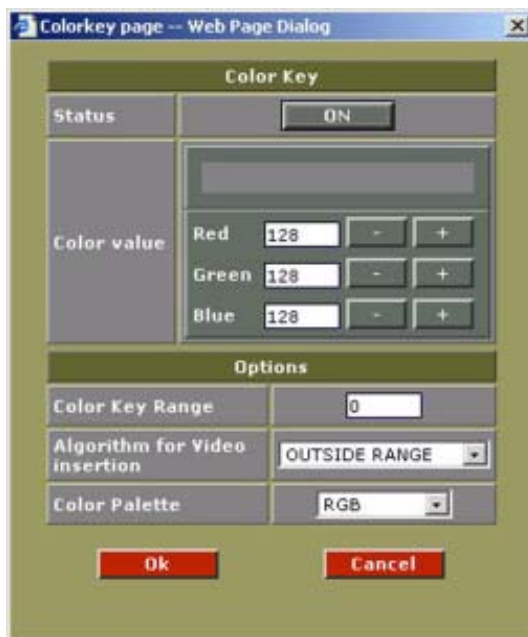 Colorkey page -- Web Page Dialog
Color Key
Status
ON
Color value
Red 128 - +
Green 128 - +
Blue 128 - +
Options
Color Key Range 0
Algorithm for Video
insertion
OUTSIDE RANGE
Color Palette RGB
Ok Cancel